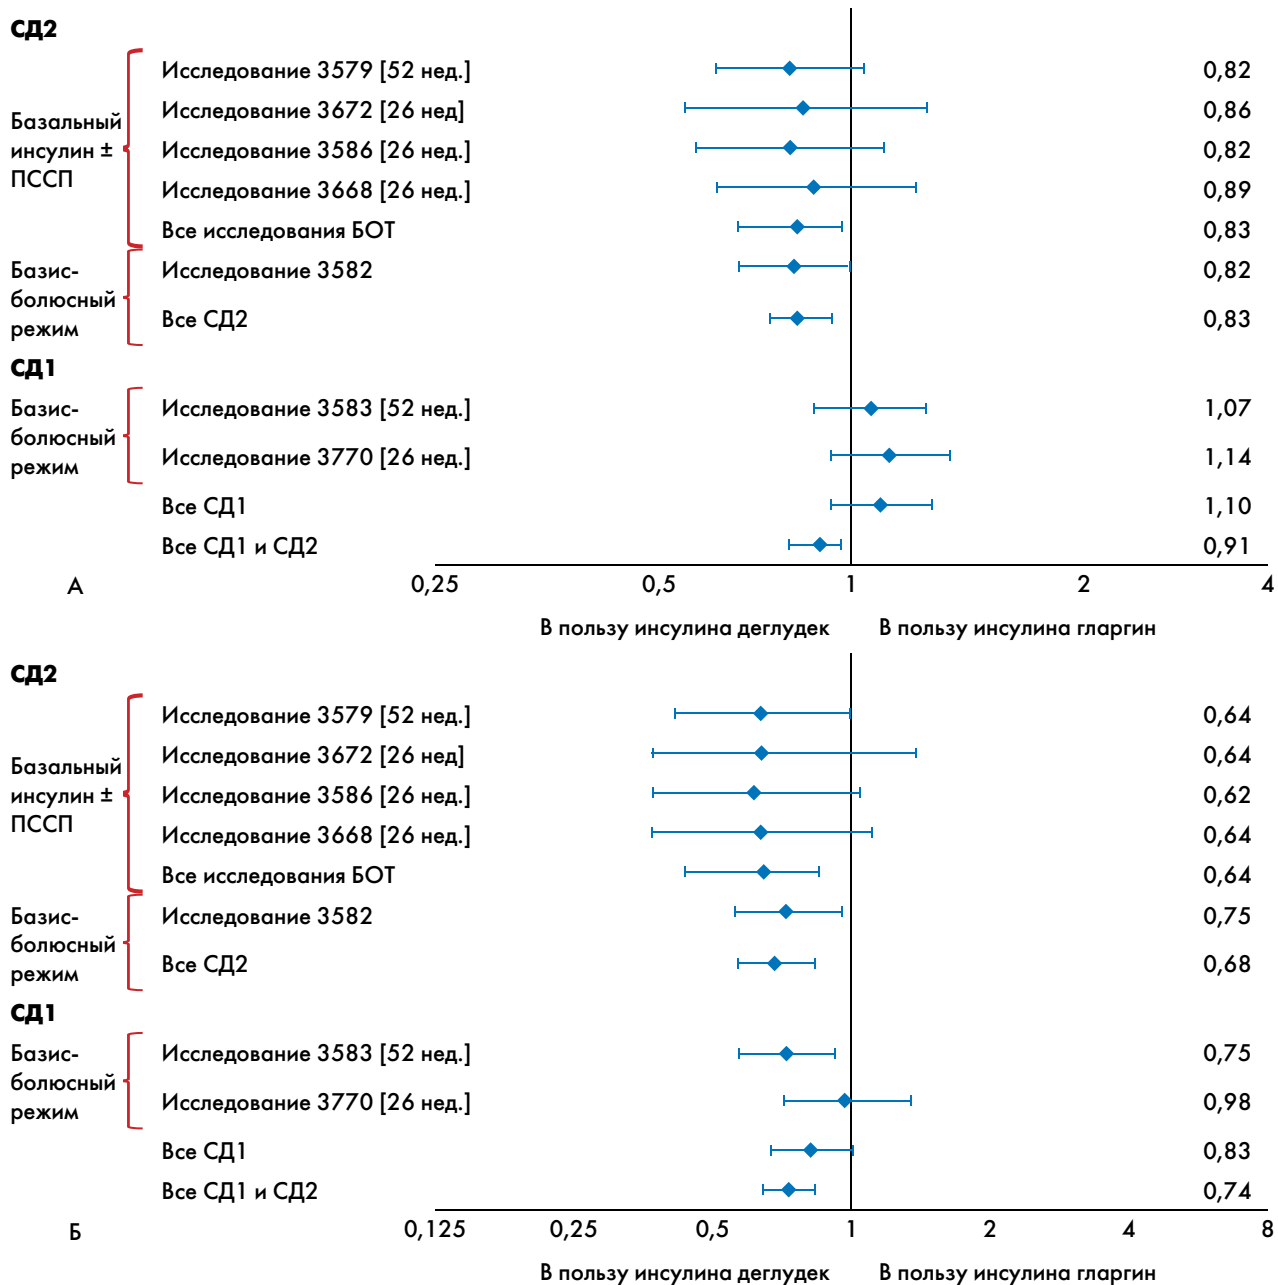 СД2
Базальный
инсулин ±
ПССП
Исследование 3579 [52 нед.] 0,82
Исследование 3672 [26 нед] 0,86
Исследование 3586 [26 нед.] 0,82
Исследование 3668 [26 нед.] 0,89
Все исследования БОТ 0,83
Базис-
болюсный
режим
Исследование 3582 0,82
Все СД2 0,83
СД1
Базис-
болюсный
режим
Исследование 3583 [52 нед.] 1,07
Исследование 3770 [26 нед.] 1,14
Все СД1 1,10
Все СД1 и СД2 0,91
А 0,25 0,5 1 2 4
В пользу инсулина деглудек В пользу инсулина гларгин
СД2
Базальный
инсулин ±
ПССП
Исследование 3579 [52 нед.] 0,64
Исследование 3672 [26 нед] 0,64
Исследование 3586 [26 нед.] 0,62
Исследование 3668 [26 нед.] 0,64
Все исследования БОТ 0,64
Базис-
болюсный
режим
Исследование 3582 0,75
Все СД2 0,68
СД1
Базис-
болюсный
режим
Исследование 3583 [52 нед.] 0,75
Исследование 3770 [26 нед.] 0,98
Все СД1 0,83
Все СД1 и СД2 0,74
Б 0,125 0,25 0,5 1 2 4 8
В пользу инсулина деглудек В пользу инсулина гларгин